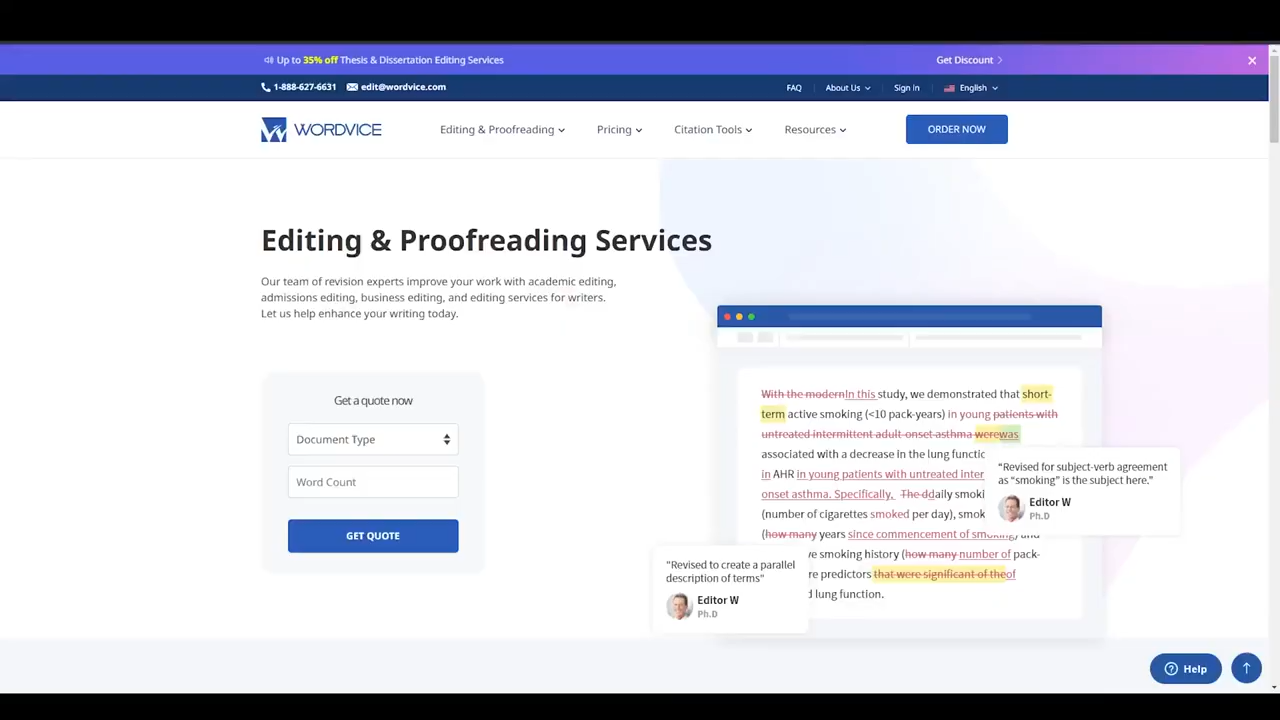 Up to 35% off Thesis & Dissertation Editing Services
Get Discount
1-888-627-6631 edit@wordvice.com
FAQ About Us Sign in English
WORDVICE
Editing & Proofreading Pricing Citation Tools Resources ORDER NOW
Editing & Proofreading Services
Our team of revision experts improve your work with academic editing,
admissions editing, business editing, and editing services for writers.
Let us help enhance your writing today.
Get a quote now
Document Type
Word Count
GET QUOTE
With the modernIn this study, we demonstrated that short-
term active smoking (<10 pack-years) in young patients with
untreated intermittent adult-onset asthma werewas
associated with a decrease in the lung functic
in AHR in young patients with untreated inter
onset asthma. Specifically, The ddaily smoki
(number of cigarettes smoked per day), smok
(how many years since commencement of smoking) and
ve smoking history (how many number of pack-
re predictors that were significant of theof
d lung function.
"Revised for subject-verb agreement
as "smoking" is the subject here."
Editor W
Ph.D
"Revised to create a parallel
description of terms"
Editor W
Ph.D
Help